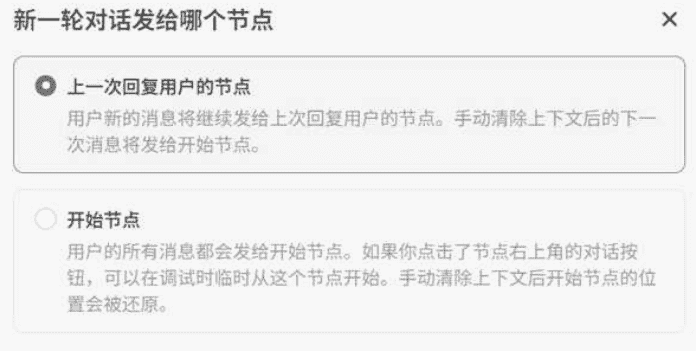 新一轮对话发给哪个节点
上一次回复用户的节点
用户新的消息将继续发给上次回复用户的节点。手动清除上下文后的下一
次消息将发给开始节点。
开始节点
用户的所有消息都会发给开始节点。如果你点击了节点右上角的对话按
钮，可以在调试时临时从这个节点开始。手动清除上下文后开始节点的位
置会被还原。